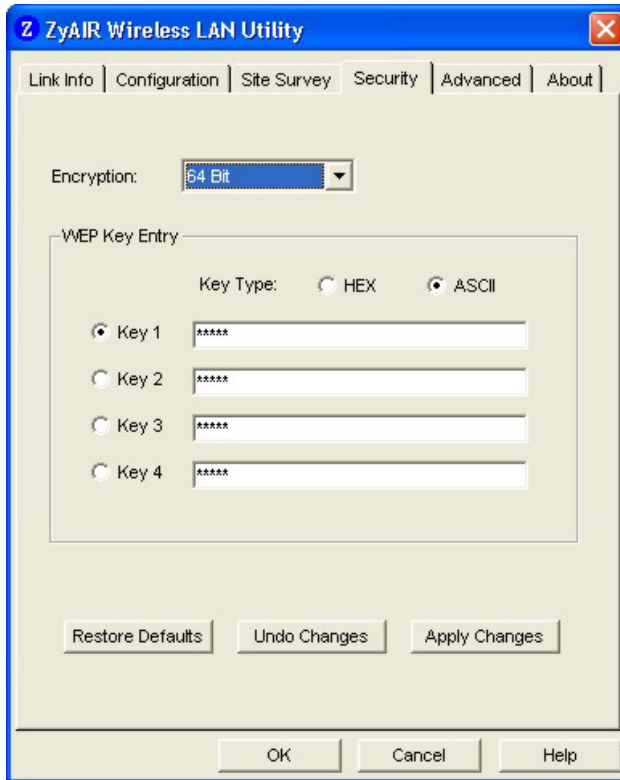 Z ZyAIR Wireless LAN Utility
Link Info Configuration Site Survey Security Advanced About
Encryption: 64 Bit
WEP Key Entry
Key Type: HEX ASCII
Key 1 *****
Key 2 *****
Key 3 *****
Key 4 *****
Restore Defaults Undo Changes Apply Changes
OK Cancel Help